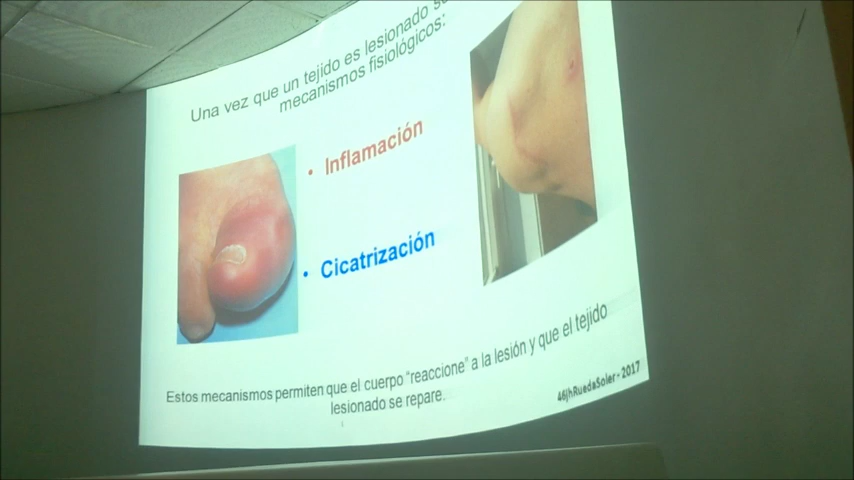 Una vez que un tejido es lesionado
mecanismos fisiológicos:
• Inflamación
• Cicatrización
Estos mecanismos permiten que el cuerpo "reaccione" a la lesión y que el tejido
lesionado se repare.
46jhRuedaSoler - 2017